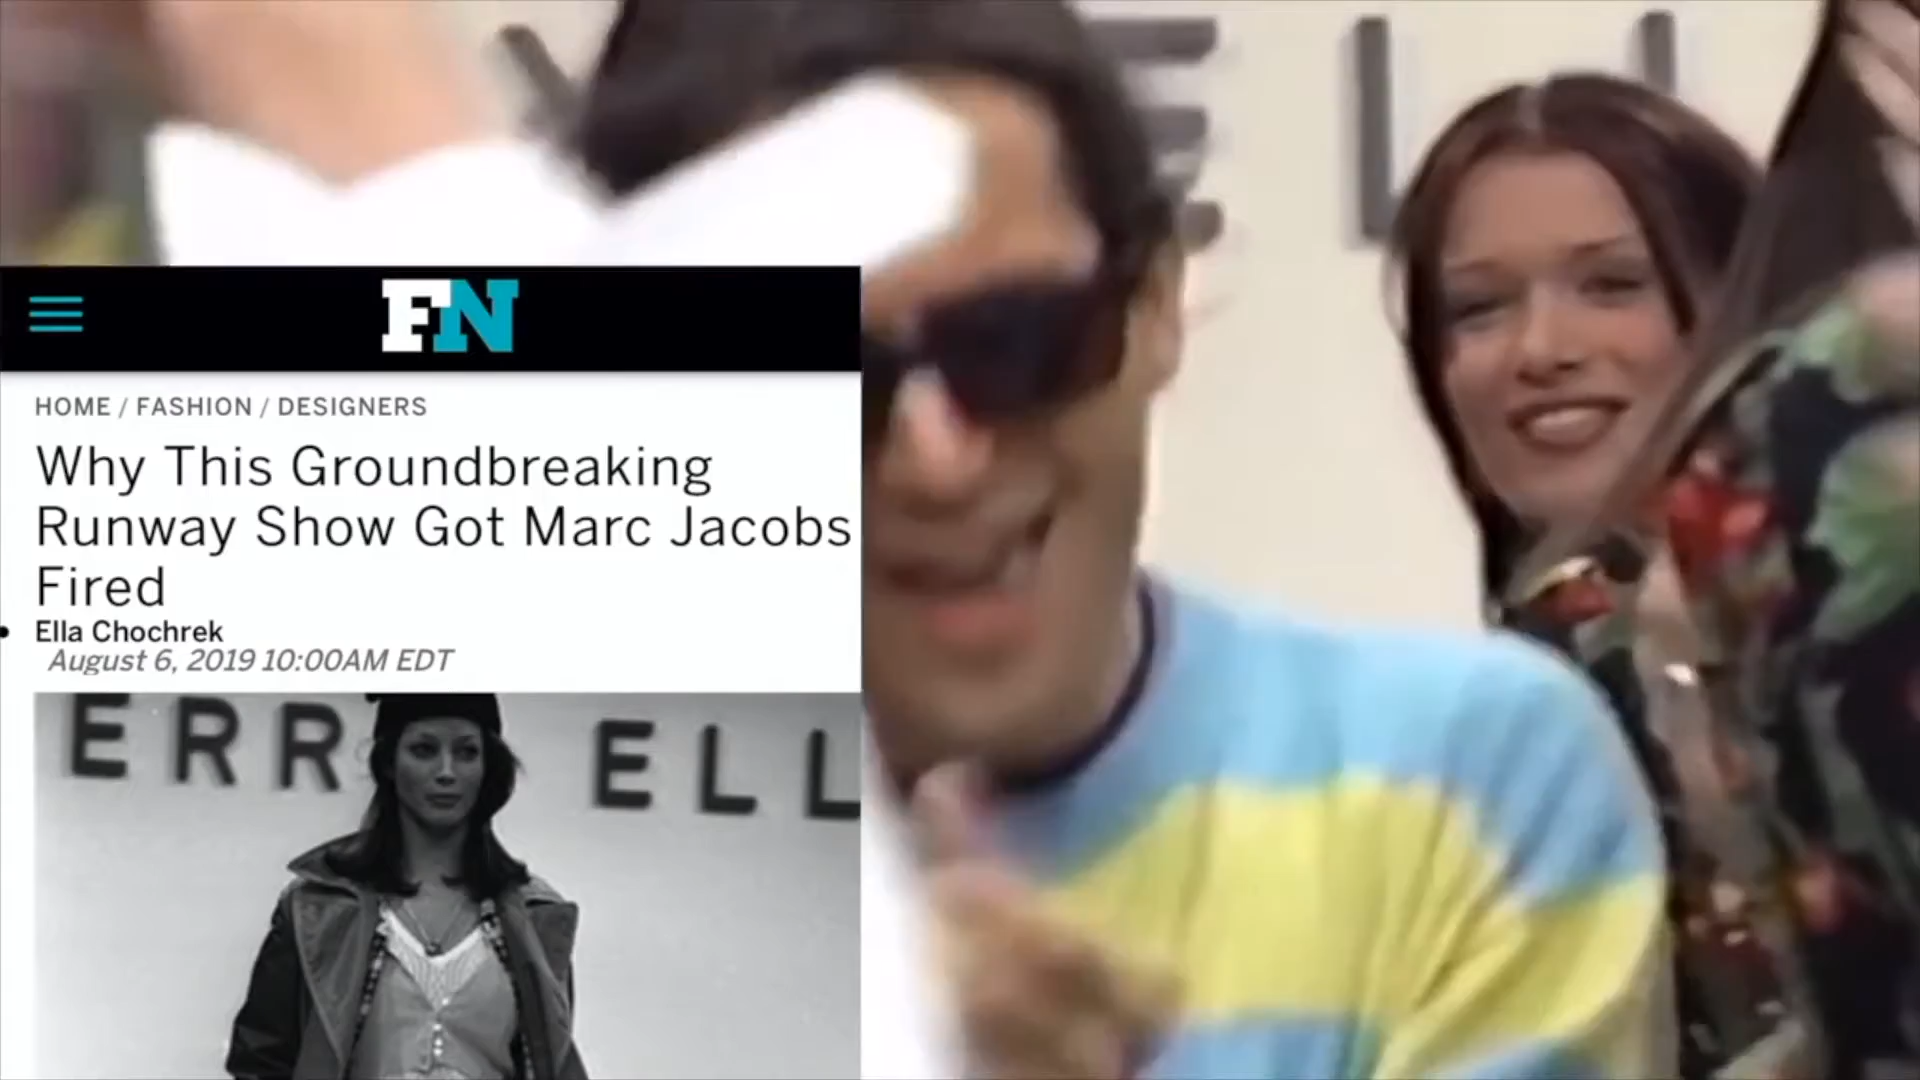 E L L
FN
HOME / FASHION / DESIGNERS
Why This Groundbreaking
Runway Show Got Marc Jacobs
Fired
Ella Chochrek
August 6, 2019 10:00AM EDT
ERR ELL